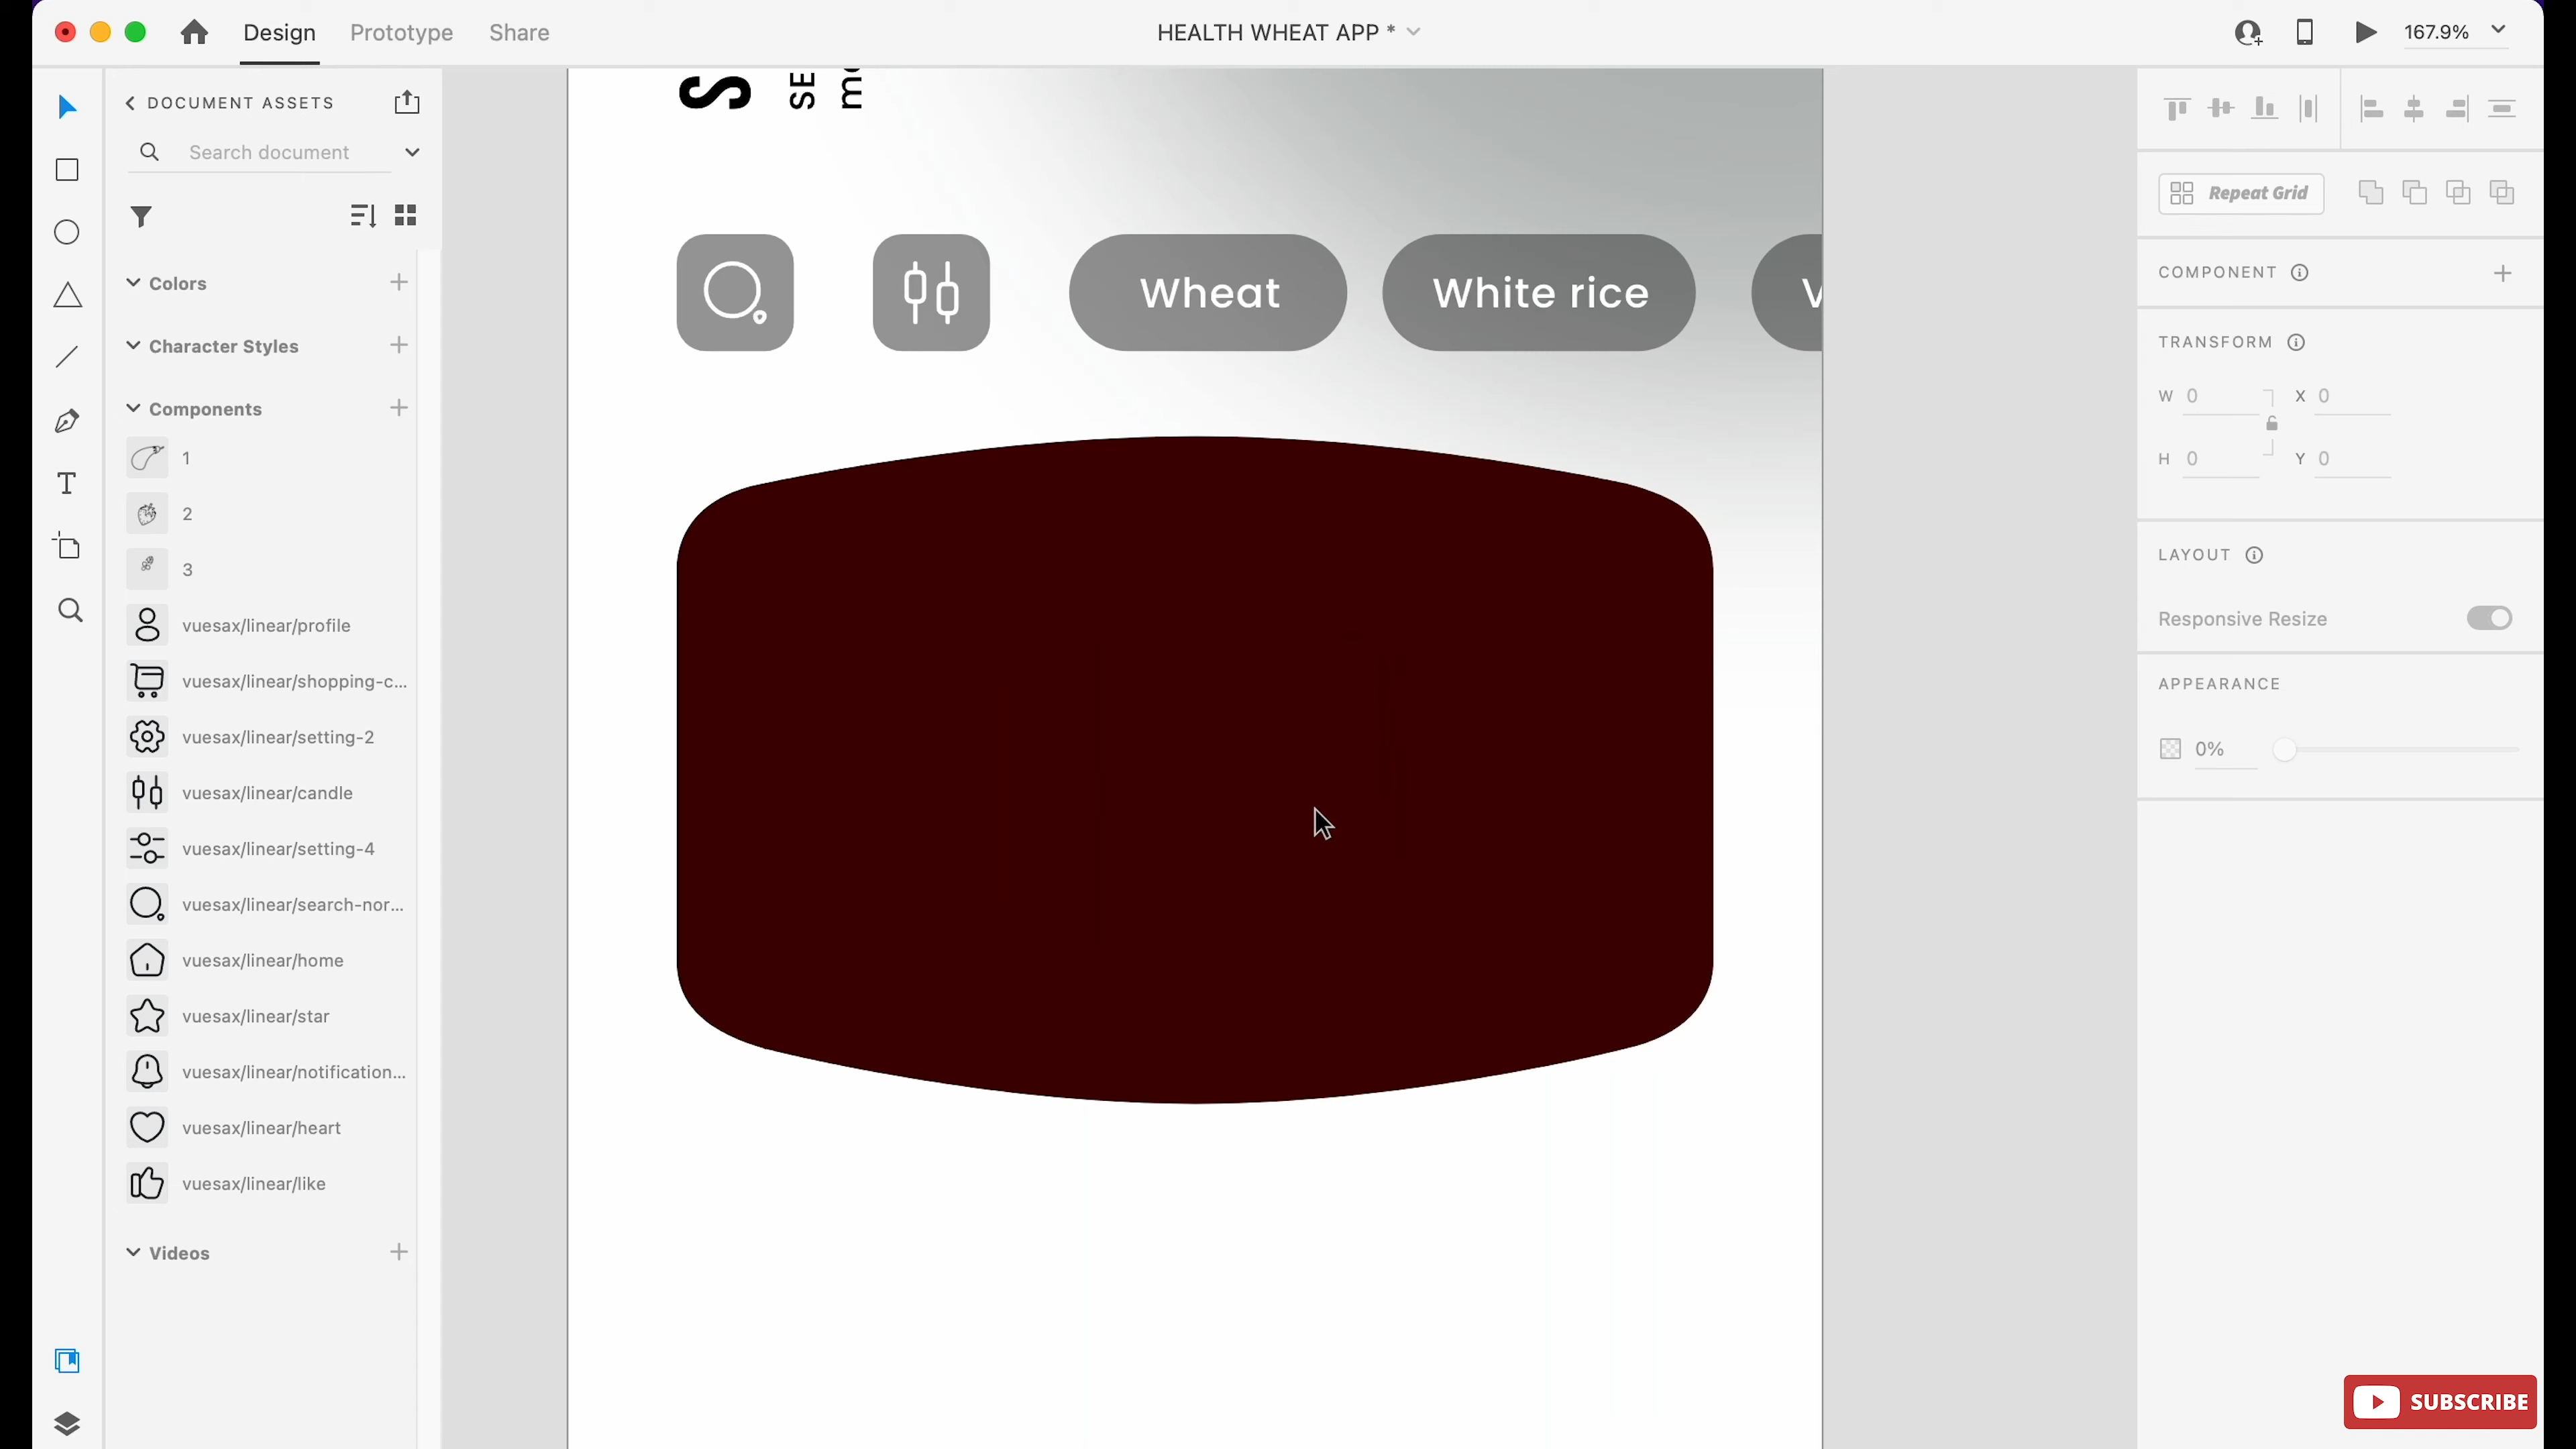 Design Prototype Share
HEALTH WHEAT APP *
167.9%
DOCUMENT ASSETS
Search document
Colors
Character Styles
Components
1
2
3
vuesax/linear/profile
vuesax/linear/shopping-c...
vuesax/linear/setting-2
vuesax/linear/candle
vuesax/linear/setting-4
vuesax/linear/search-nor...
vuesax/linear/home
vuesax/linear/star
vuesax/linear/notification...
vuesax/linear/heart
vuesax/linear/like
Videos
S
SE
Wheat
White rice
Repeat Grid
COMPONENT
TRANSFORM
W 0 X 0
H 0 Y 0
LAYOUT
Responsive Resize
APPEARANCE
0%
SUBSCRIBE